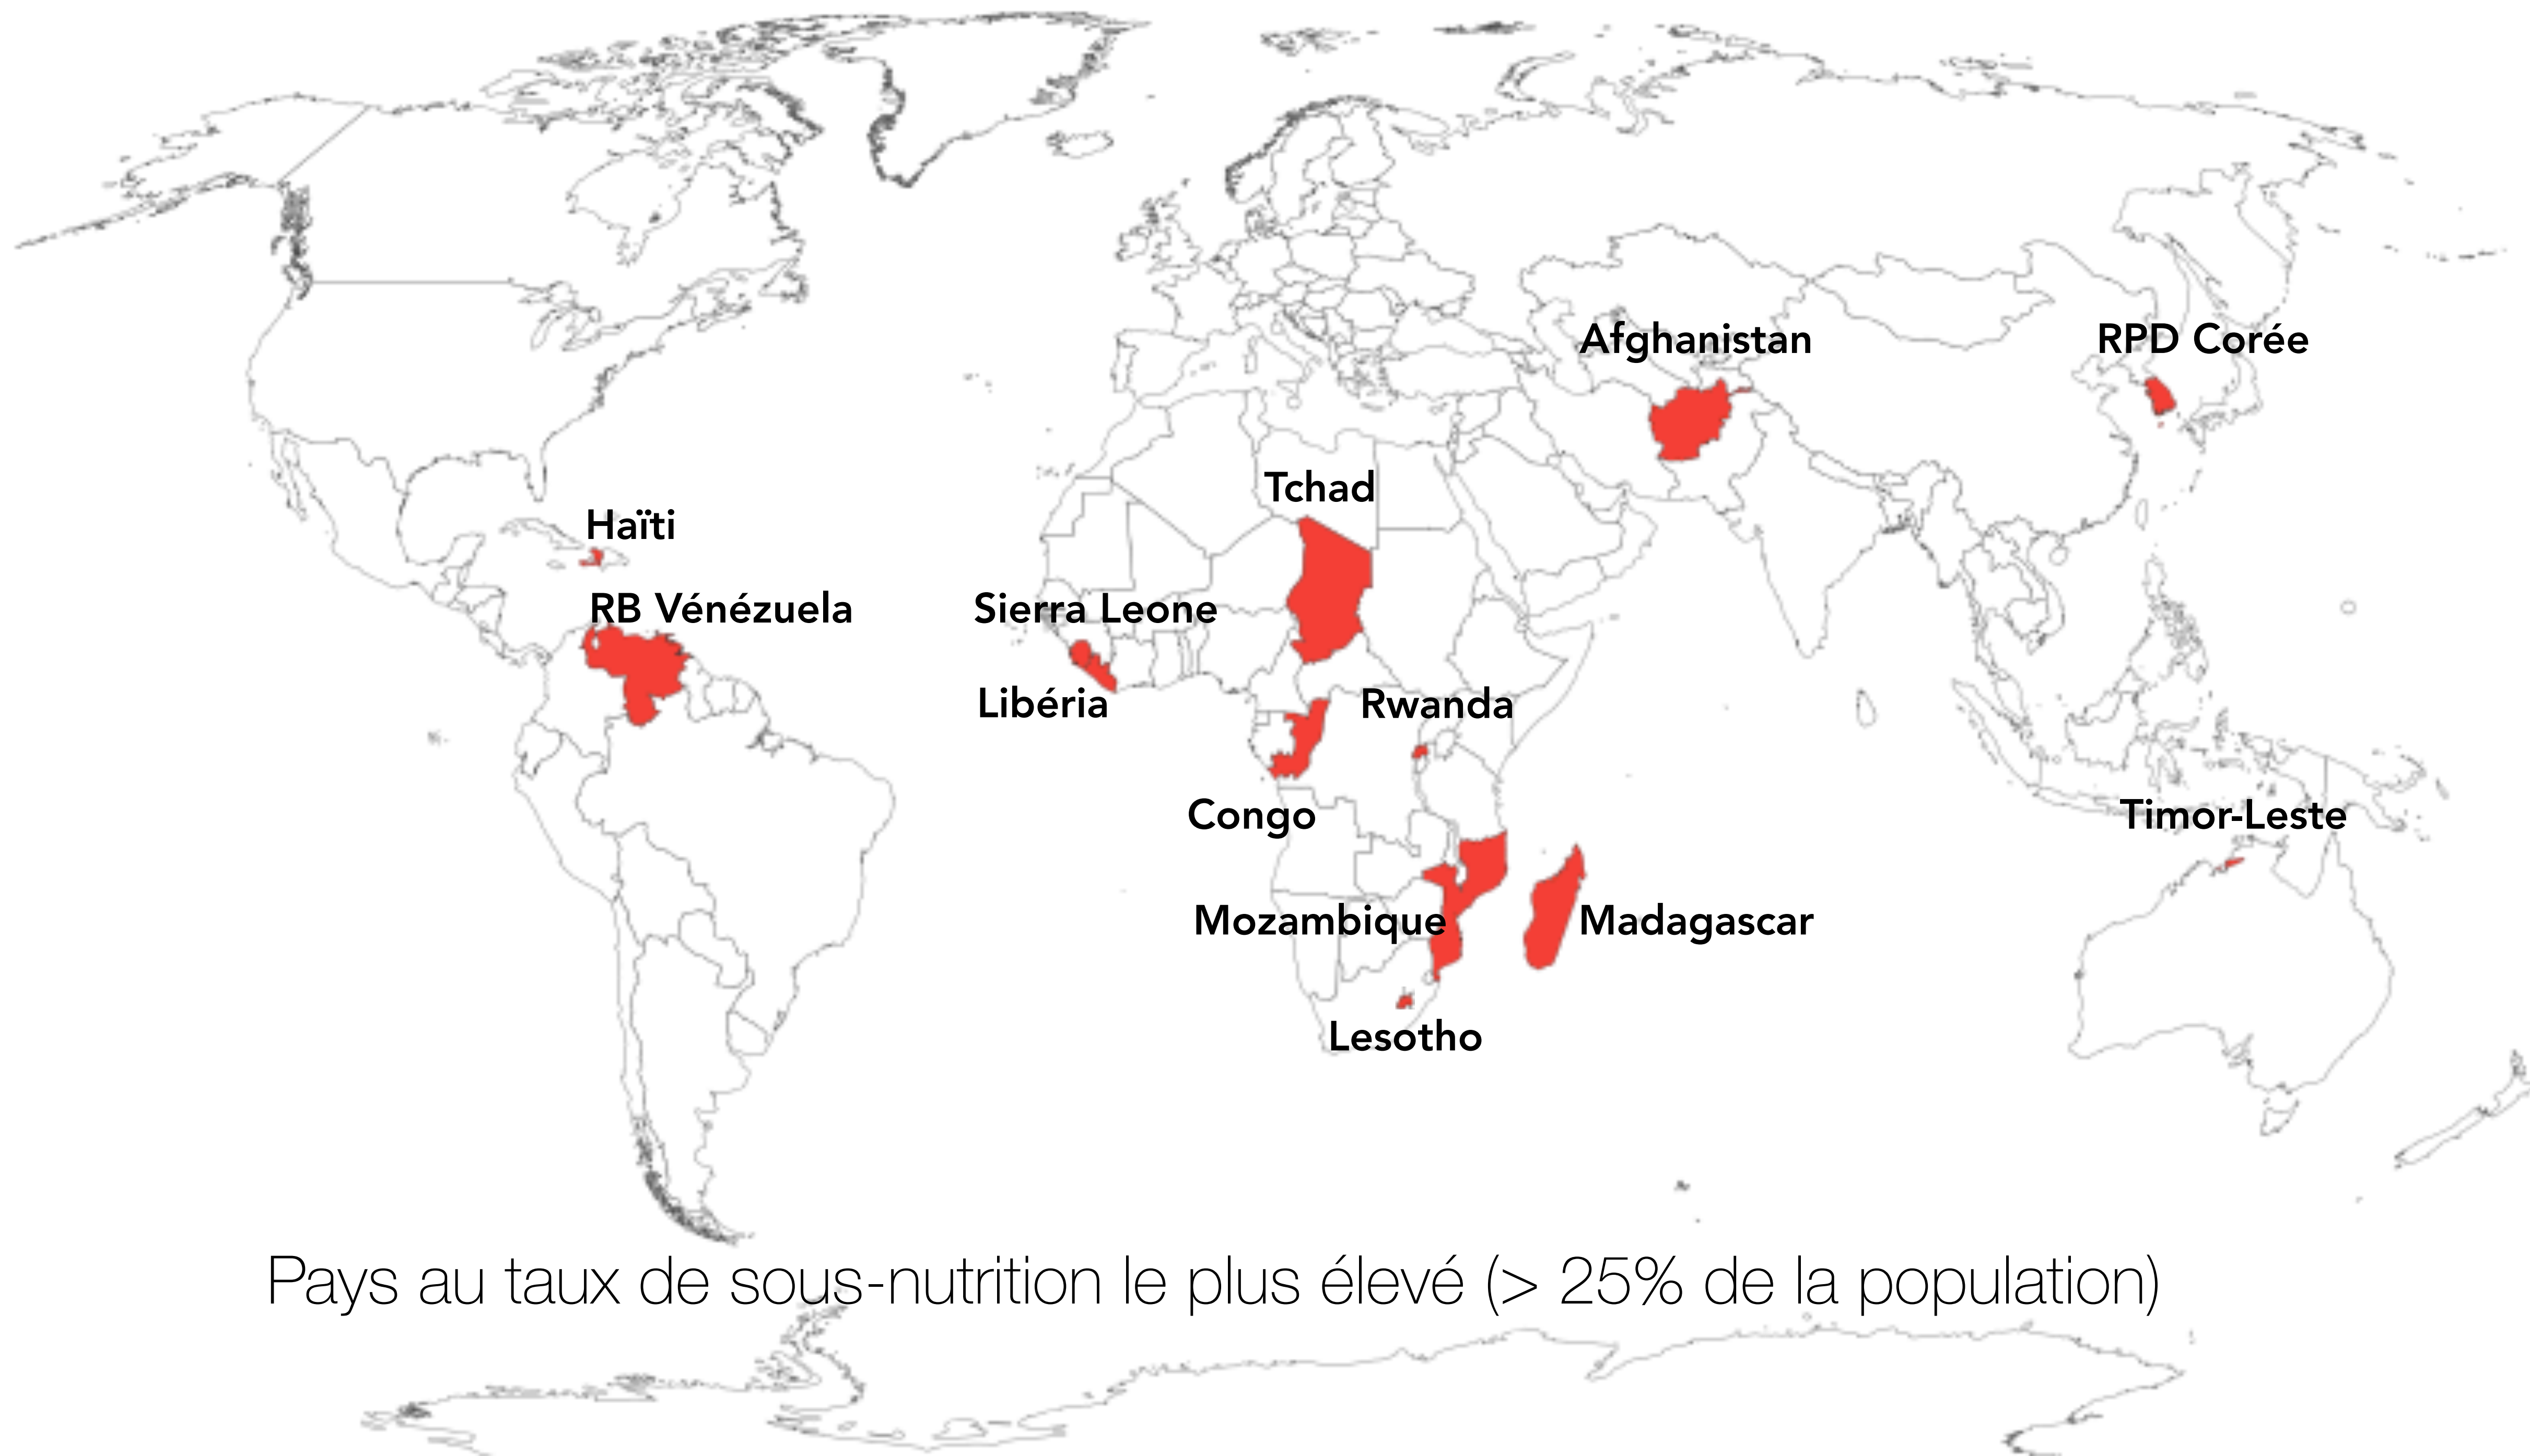 Afghanistan
RPD Corée
Tchad
Haïti
RB Vénézuela
Sierra Leone
Libéria
Rwanda
Congo
Timor-Leste
Mozambique
Madagascar
Lesotho
Pays au taux de sous-nutrition le plus élevé (> 25% de la population)